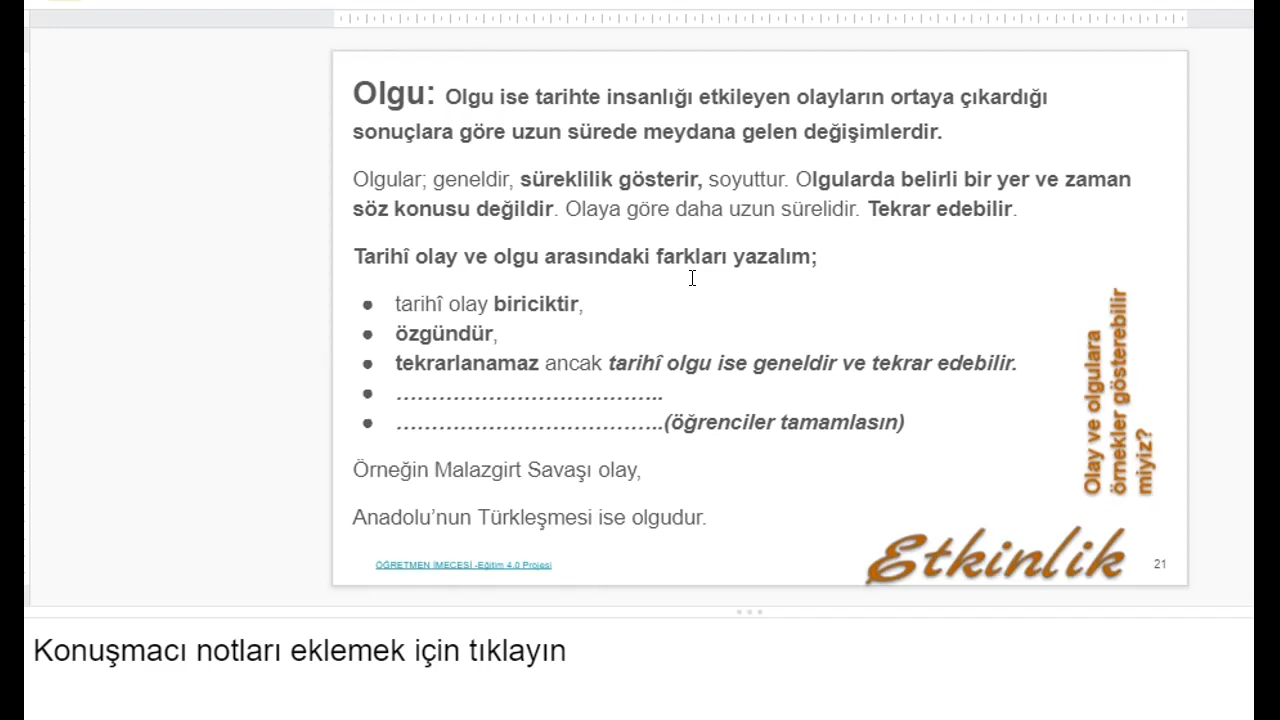 Olgu: Olgu ise tarihte insanlığı etkileyen olayların ortaya çıkardığı
sonuçlara göre uzun sürede meydana gelen değişimlerdir.
Olgular; geneldir, süreklilik gösterir, soyuttur. Olgularda belirli bir yer ve zaman
söz konusu değildir. Olaya göre daha uzun sürelidir. Tekrar edebilir.
Tarihî olay ve olgu arasındaki farkları yazalım;
● tarihî olay biriciktir,
● özgündür,
● tekrarlanamaz ancak tarihî olgu ise geneldir ve tekrar edebilir.
● ………………………………..
● ………………………………..(öğrenciler tamamlasın)
Örneğin Malazgirt Savaşı olay,
Anadolu’nun Türkleşmesi ise olgudur.
Olay ve olgulara
örnekler gösterebilir
miyiz?
Etkinlik
ÖĞRETMEN İMECESİ -Eğitim 4.0 Projesi
21
Konuşmacı notları eklemek için tıklayın